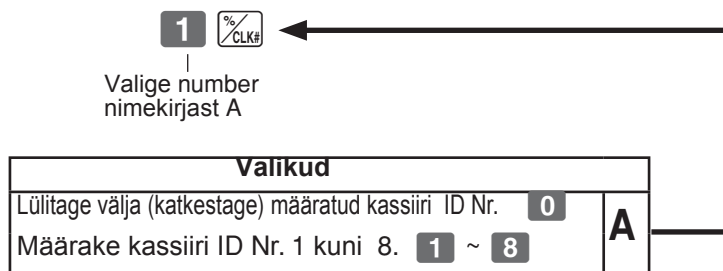 1 %/CLK#
Valige number
nimekirjast A
Valikud
Lülitage välja (katkestage) määratud kassiiri ID Nr. 0
Määrake kassiiri ID Nr. 1 kuni 8. 1 ~ 8
A